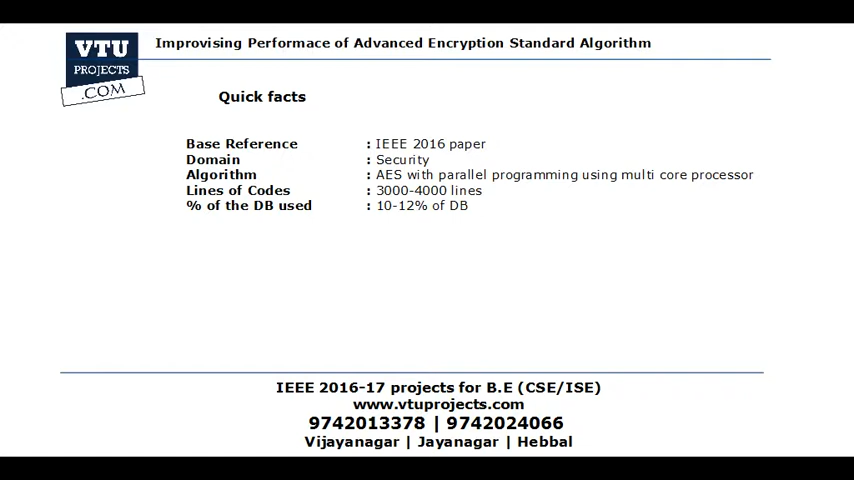 VTU
PROJECTS
.COM
Improvising Performace of Advanced Encryption Standard Algorithm
Quick facts
Base Reference : IEEE 2016 paper
Domain : Security
Algorithm : AES with parallel programming using multi core processor
Lines of Codes : 3000-4000 lines
% of the DB used : 10-12% of DB
IEEE 2016-17 projects for B.E (CSE/ISE)
www.vtuprojects.com
9742013378 | 9742024066
Vijayanagar | Jayanagar | Hebbal